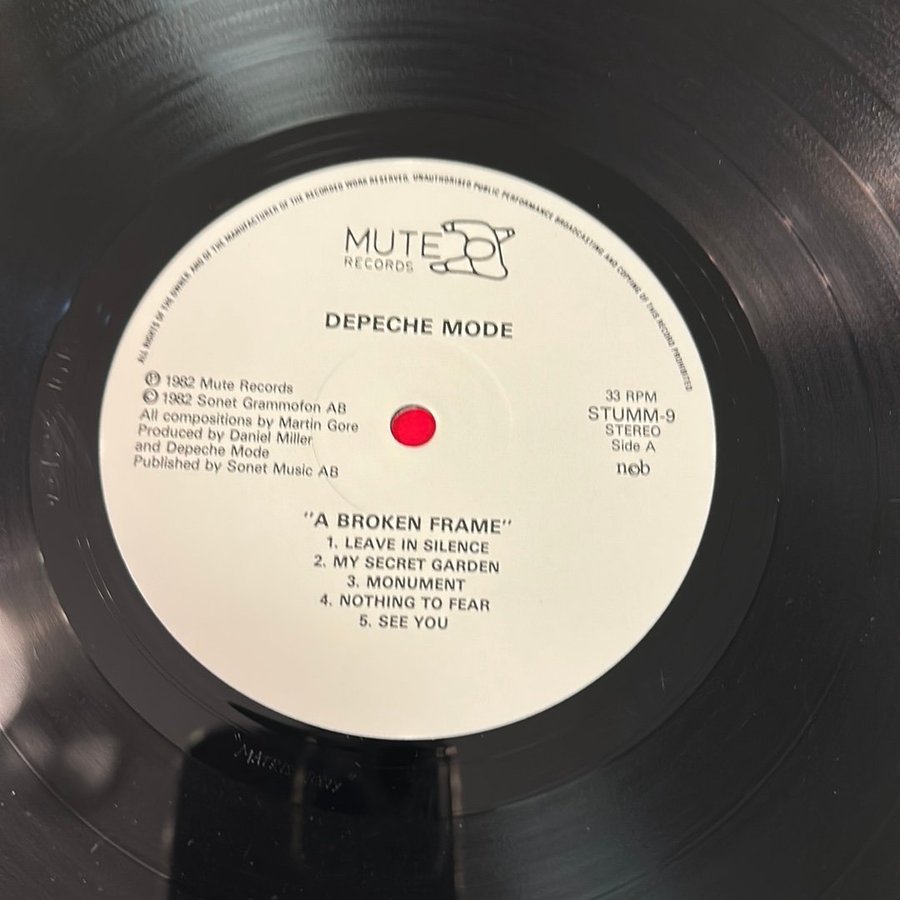 ALL RIGHTS OF THE OWNER AND OF THE MANUFACTURER OF THE RECORDED WORK RESERVED. UNAUTHORISED PUBLIC PERFORMANCE BROADCASTING AND COPYING OF THIS RECORD PROHIBITED
MUTE
RECORDS
DEPECHE MODE
℗ 1982 Mute Records
© 1982 Sonet Grammofon AB
All compositions by Martin Gore
Produced by Daniel Miller
and Depeche Mode
Published by Sonet Music AB
33 RPM
STUMM-9
STEREO
Side A
ncb
"A BROKEN FRAME"
1. LEAVE IN SILENCE
2. MY SECRET GARDEN
3. MONUMENT
4. NOTHING TO FEAR
5. SEE YOU